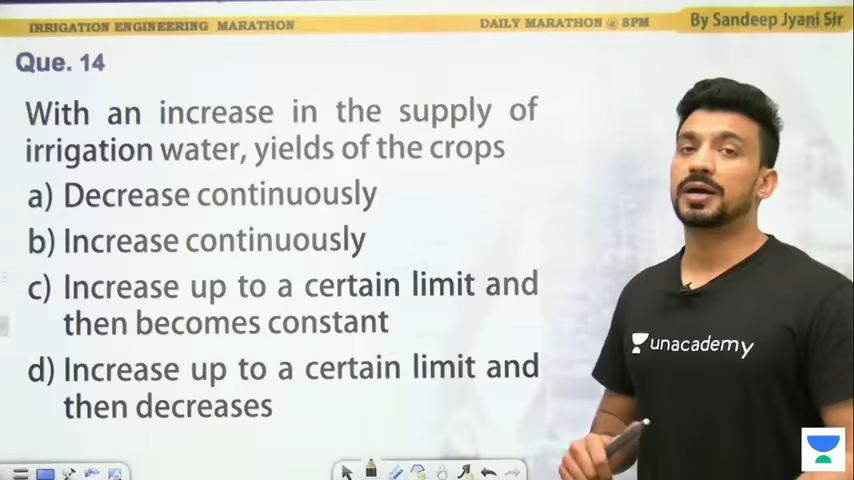 IRRIGATION ENGINEERING MARATHON
DAILY MARATHON @ 8PM
By Sandeep Jyani Sir
Que. 14
With an increase in the supply of
irrigation water, yields of the crops
a) Decrease continuously
b) Increase continuously
c) Increase up to a certain limit and
then becomes constant
d) Increase up to a certain limit and
then decreases
unacademy